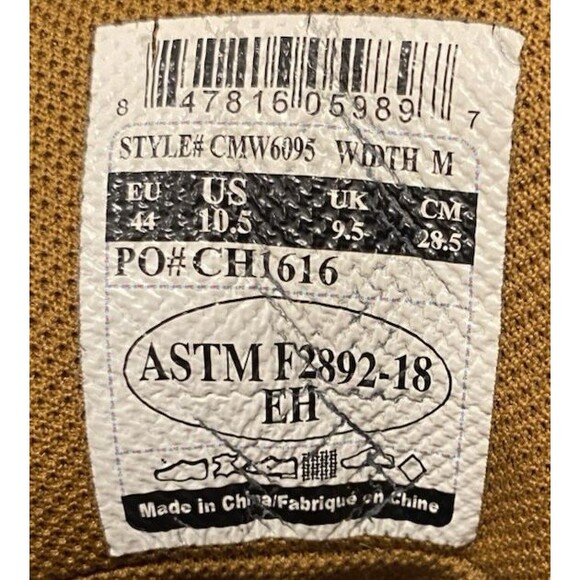 8 47816 05989 7
STYLE# CMW6095 WIDTH M
EU US UK CM
44 10.5 9.5 28.5
PO# CH1616
ASTM F2892-18
EH
Made in China/Fabriqué en Chine